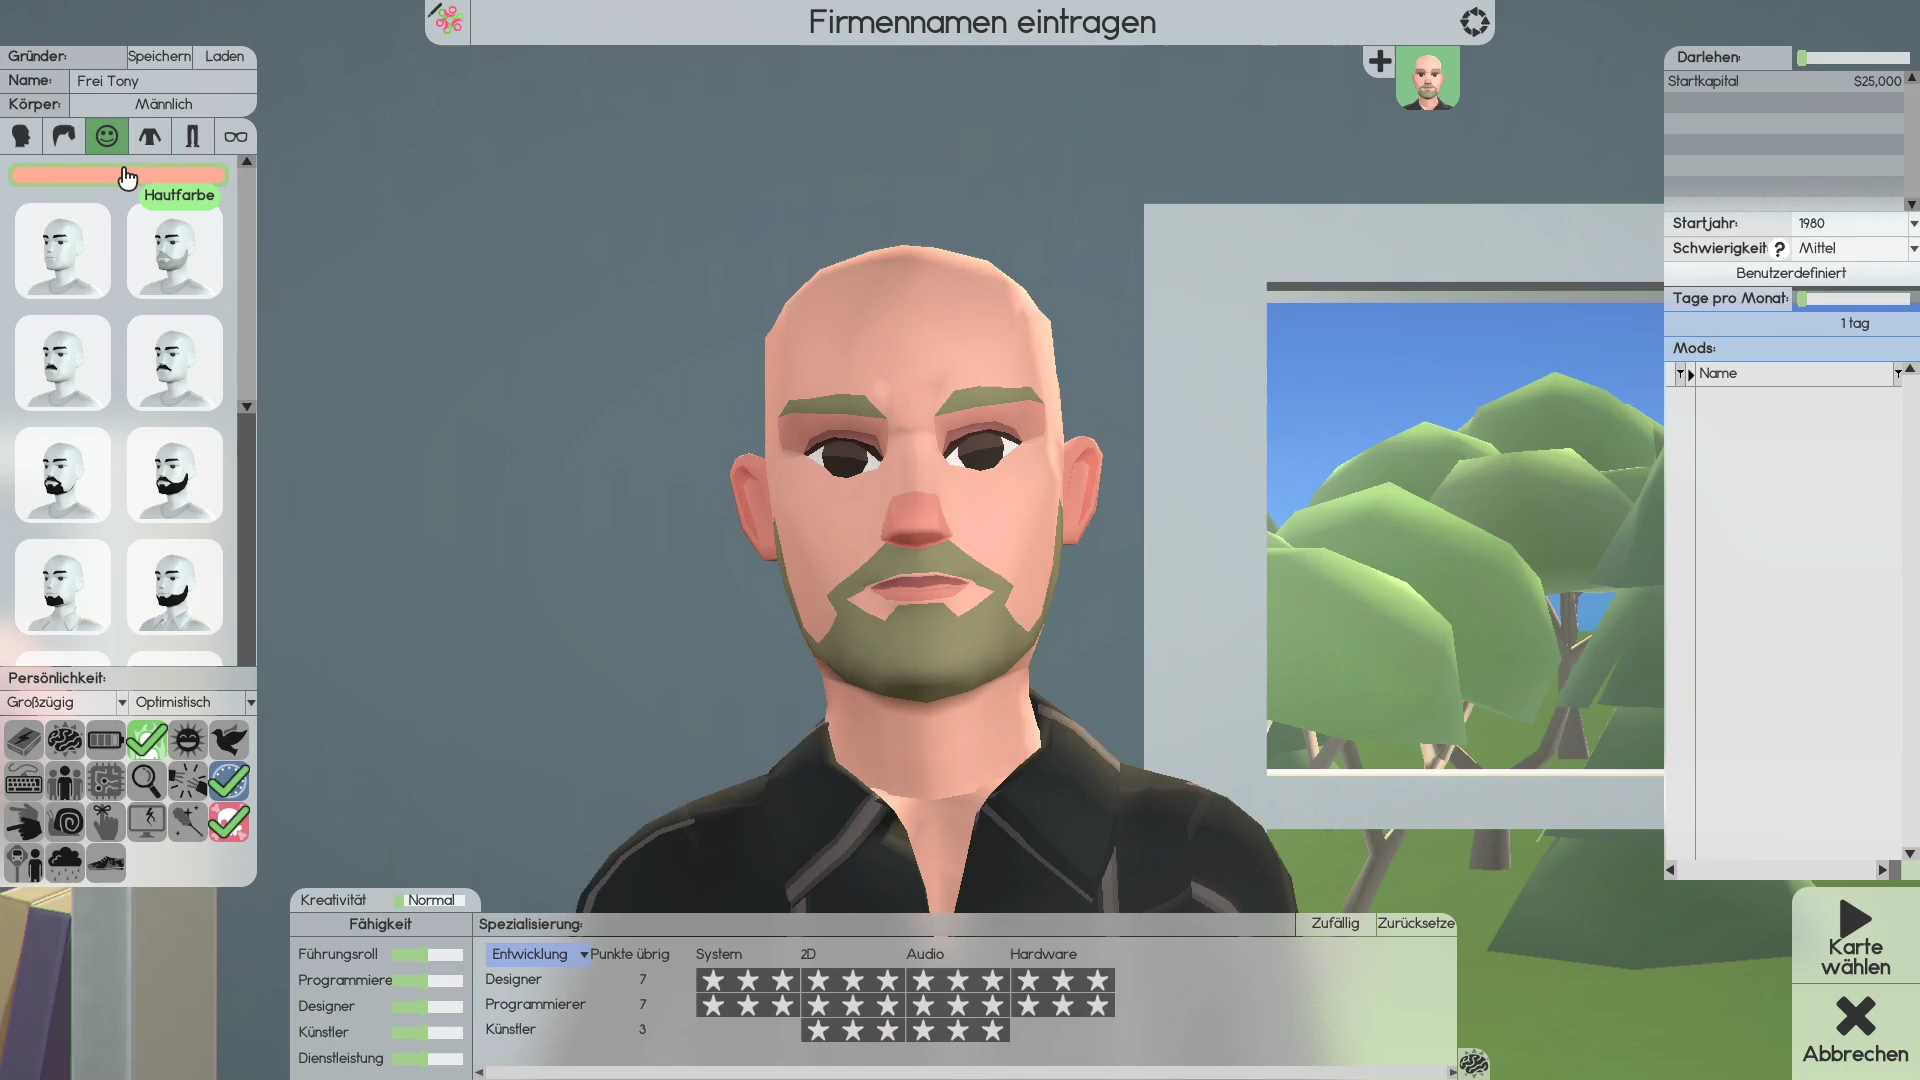 Firmennamen eintragen
Gründer:
Speichern
Laden
Name:
Frei Tony
Körper:
Männlich
Hautfarbe
Persönlichkeit:
Großzügig
Optimistisch
Kreativität
Normal
Fähigkeit
Führungsroll
Programmiere
Designer
Künstler
Dienstleistung
Spezialisierung:
Zufällig
Zurücksetze
Entwicklung
Punkte übrig
System
2D
Audio
Hardware
Designer
7
Programmierer
7
Künstler
3
Darlehen:
Startkapital
$25,000
Startjahr:
1980
Schwierigkeit
?
Mittel
Benutzerdefiniert
Tage pro Monat:
1 tag
Mods:
Name
Karte
wählen
Abbrechen